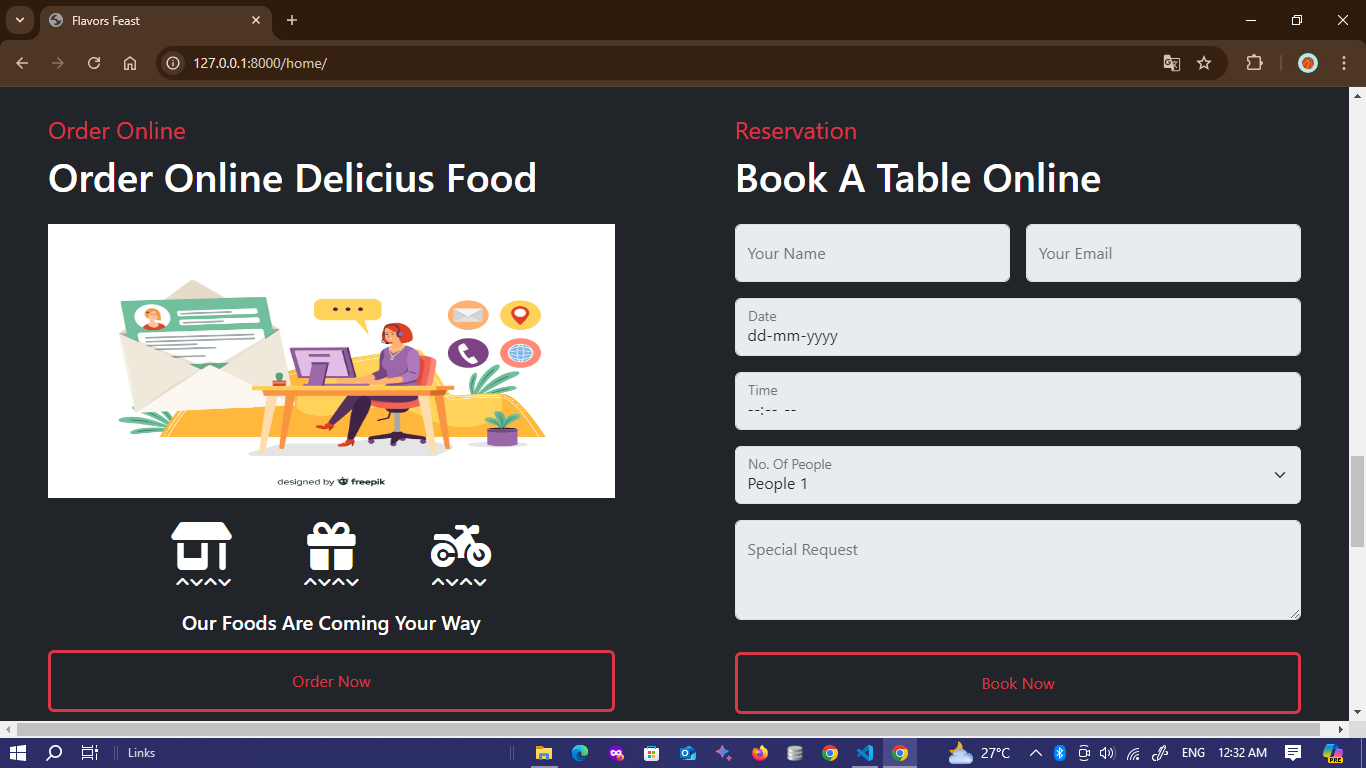 Flavors Feast
127.0.0.1:8000/home/
Order Online
Order Online Delicius Food
designed by freepik
Our Foods Are Coming Your Way
Order Now
Reservation
Book A Table Online
Your Name
Your Email
Date
dd-mm-yyyy
Time
--:-- --
No. Of People
People 1
Special Request
Book Now
Links
27°C
ENG
12:32 AM
PRE